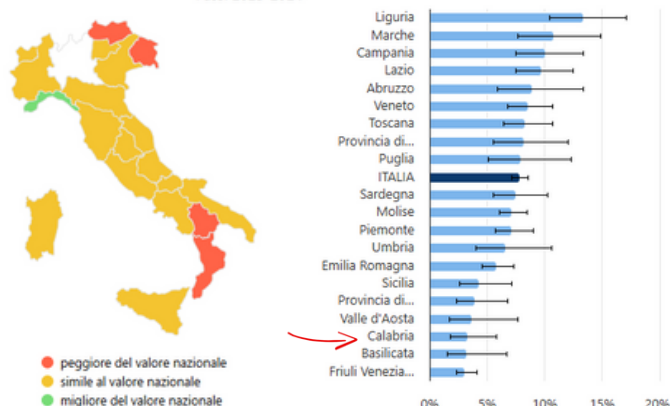 Liguria
Marche
Campania
Lazio
Abruzzo
Veneto
Toscana
Provincia di...
Puglia
ITALIA
Sardegna
Molise
Piemonte
Umbria
Emilia Romagna
Sicilia
Provincia di...
Valle d'Aosta
Calabria
Basilicata
Friuli Venezia...
0% 5% 10% 15% 20%
peggiore del valore nazionale
simile al valore nazionale
migliore del valore nazionale